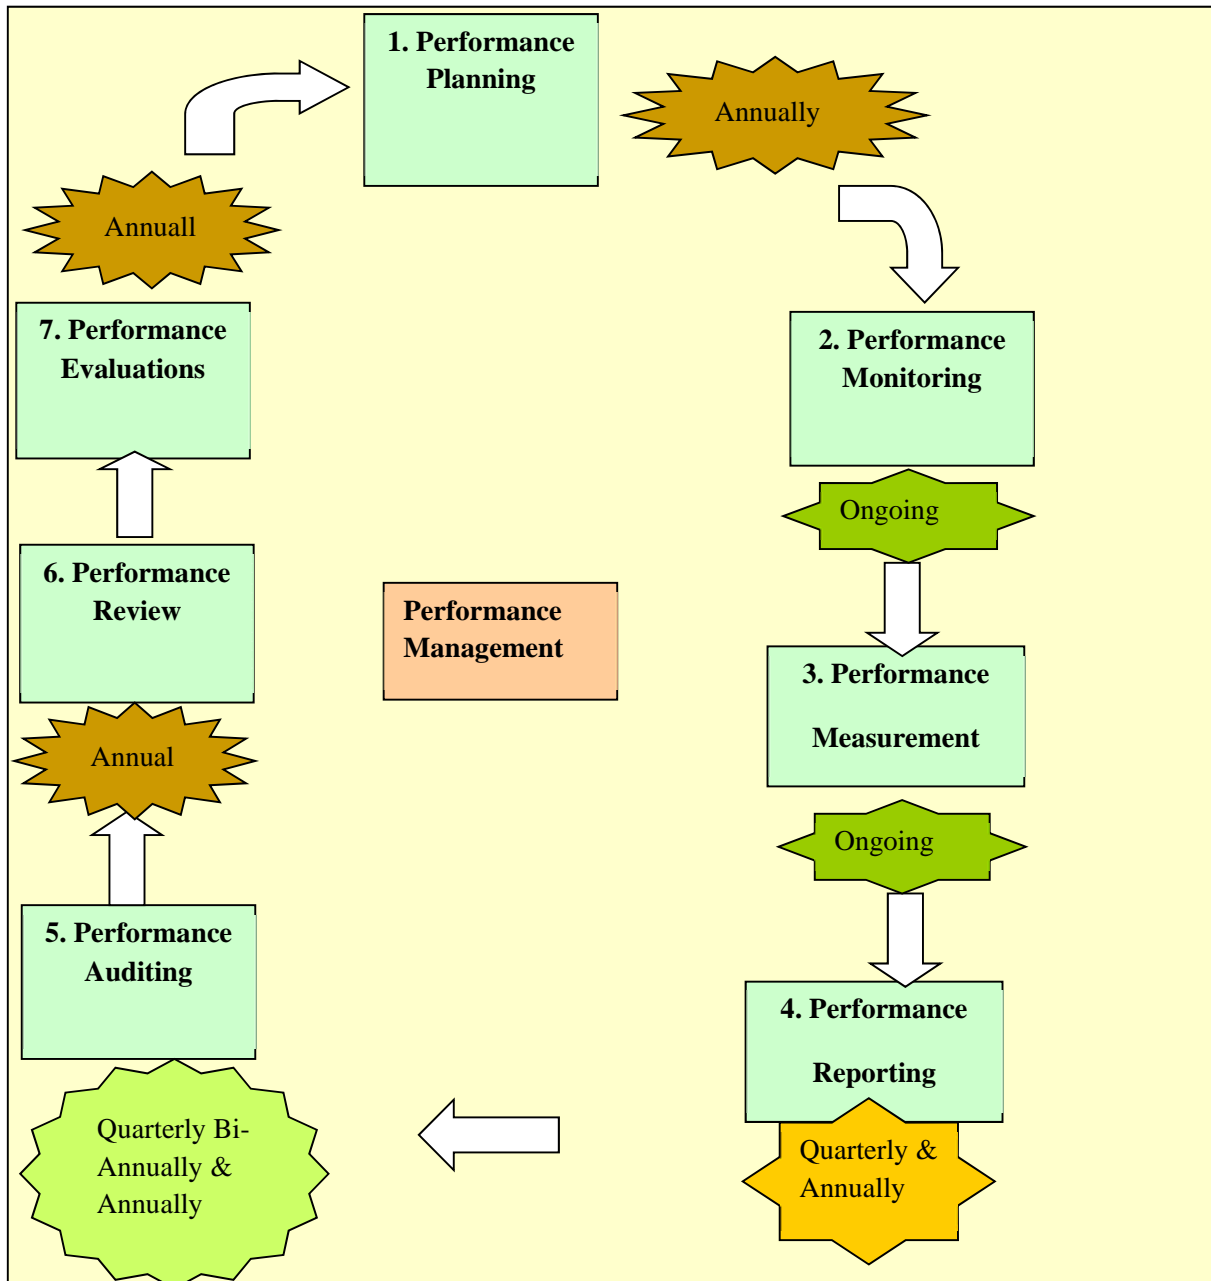 1. Performance
Planning
Annually
Annuall
7. Performance
Evaluations
2. Performance
Monitoring
Ongoing
6. Performance
Review
Performance
Management
3. Performance
Measurement
Annual
Ongoing
5. Performance
Auditing
4. Performance
Reporting
Quarterly Bi-
Annually &
Annually
Quarterly &
Annually